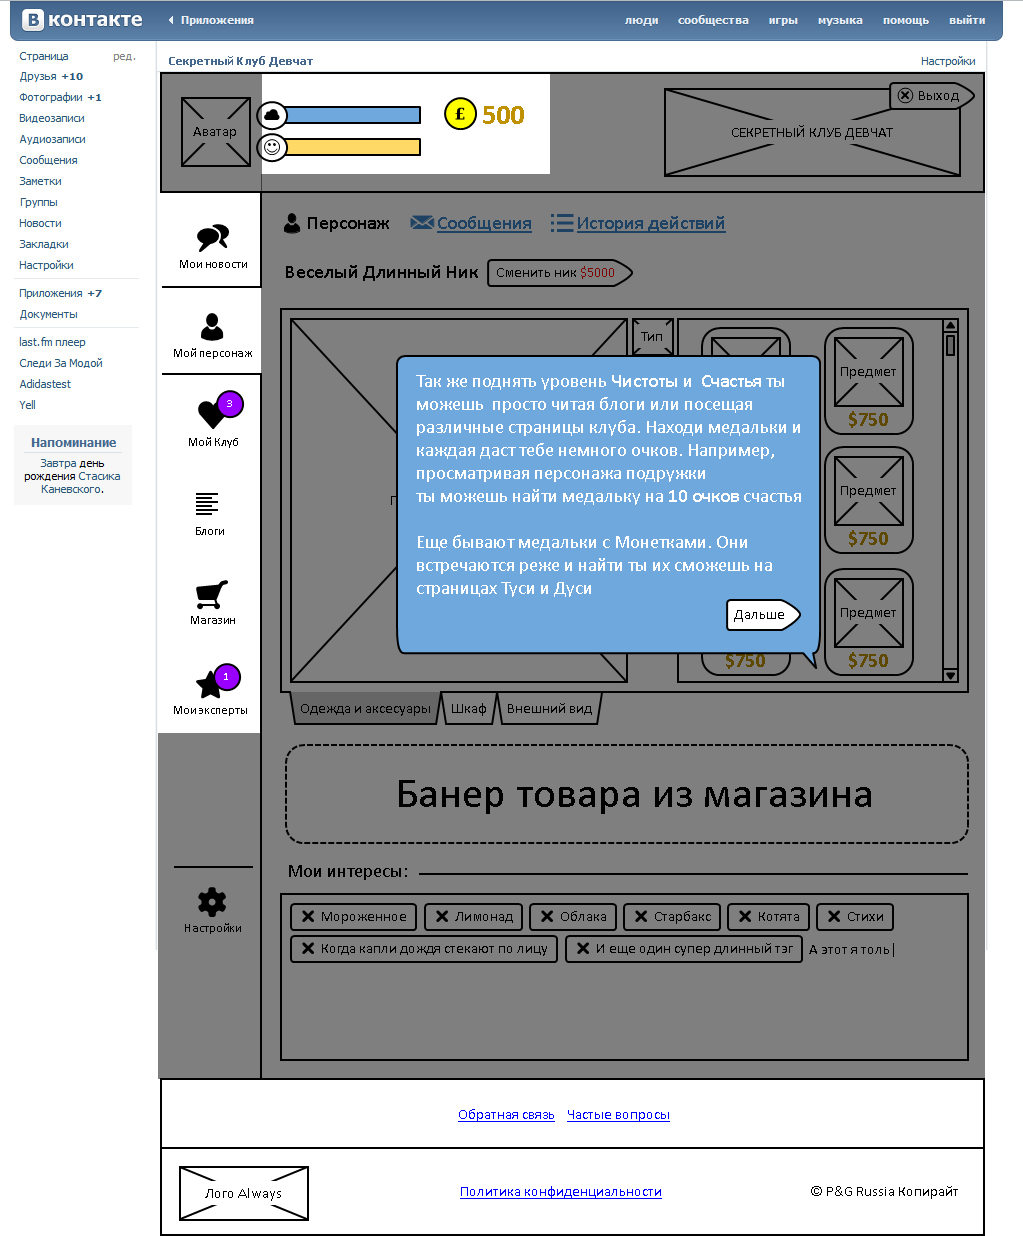 В контакте
Приложения
люди сообщества игры музыка помощь выйти
Страница ред.
Друзья +10
Фотографии +1
Видеозаписи
Аудиозаписи
Сообщения
Заметки
Группы
Новости
Закладки
Настройки
Приложения +7
Документы
last.fm плеер
Следи За Модой
Adidastest
Yell
Напоминание
Завтра день
рождения Стасика
Каневского.
Секретный Клуб Девчат
Настройки
Аватар
£ 500
СЕКРЕТНЫЙ КЛУБ ДЕВЧАТ
Выход
Мои новости
Мой персонаж
3
Мой Клуб
Блоги
Магазин
1
Мои эксперты
Настройки
Персонаж Сообщения История действий
Веселый Длинный Ник Сменить ник $5000
Тип
Предмет
$750
Предмет
$750
Предмет
$750
$750
Так же поднять уровень Чистоты и Счастья ты
можешь просто читая блоги или посещая
различные страницы клуба. Находи медальки и
каждая даст тебе немного очков. Например,
просматривая персонажа подружки
ты можешь найти медальку на 10 очков счастья
Еще бывают медальки с Монетками. Они
встречаются реже и найти ты их сможешь на
страницах Туси и Дуси
Дальше
Одежда и аксесуары Шкаф Внешний вид
Банер товара из магазина
Мои интересы:
Мороженное Лимонад Облака Старбакс Котята Стихи
Когда капли дождя стекают по лицу И еще один супер длинный тэг А этот я толь
Обратная связь Частые вопросы
Лого Always
Политика конфиденциальности
© P&G Russia Копирайт